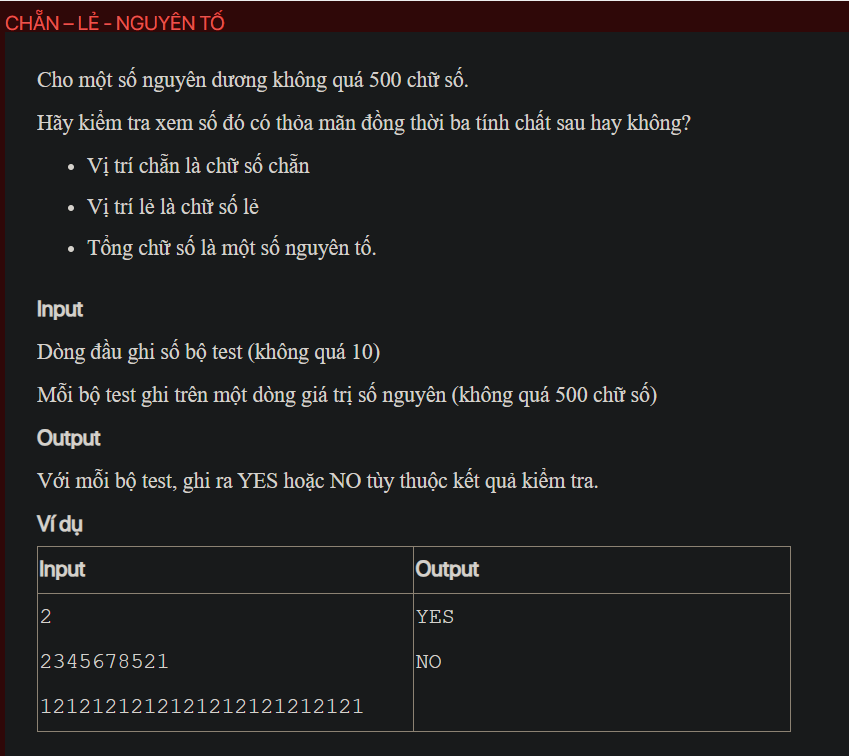 CHẴN – LẺ - NGUYÊN TỐ
Cho một số nguyên dương không quá 500 chữ số.
Hãy kiểm tra xem số đó có thỏa mãn đồng thời ba tính chất sau hay không?
• Vị trí chẵn là chữ số chẵn
• Vị trí lẻ là chữ số lẻ
• Tổng chữ số là một số nguyên tố.
Input
Dòng đầu ghi số bộ test (không quá 10)
Mỗi bộ test ghi trên một dòng giá trị số nguyên (không quá 500 chữ số)
Output
Với mỗi bộ test, ghi ra YES hoặc NO tùy thuộc kết quả kiểm tra.
Ví dụ
Input Output
2 YES
2345678521 NO
1212121212121212121212121